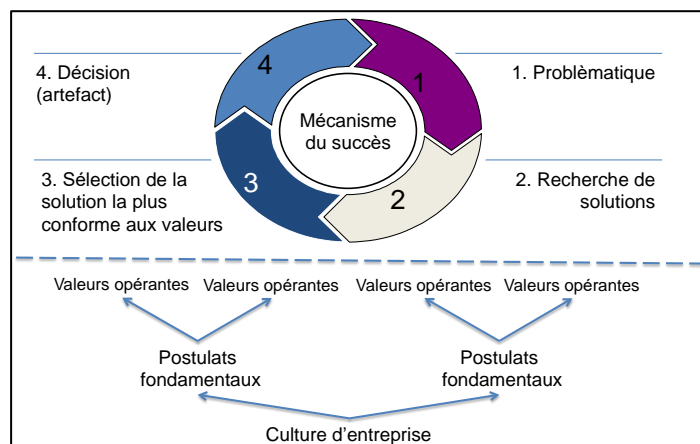 4. Décision
(artefact)
4
1
1. Problèmatique
Mécanisme
du succès
3. Sélection de la
solution la plus
conforme aux valeurs
3
2
2. Recherche de
solutions
Valeurs opérantes
Valeurs opérantes
Valeurs opérantes
Valeurs opérantes
Postulats
fondamentaux
Postulats
fondamentaux
Culture d'entreprise